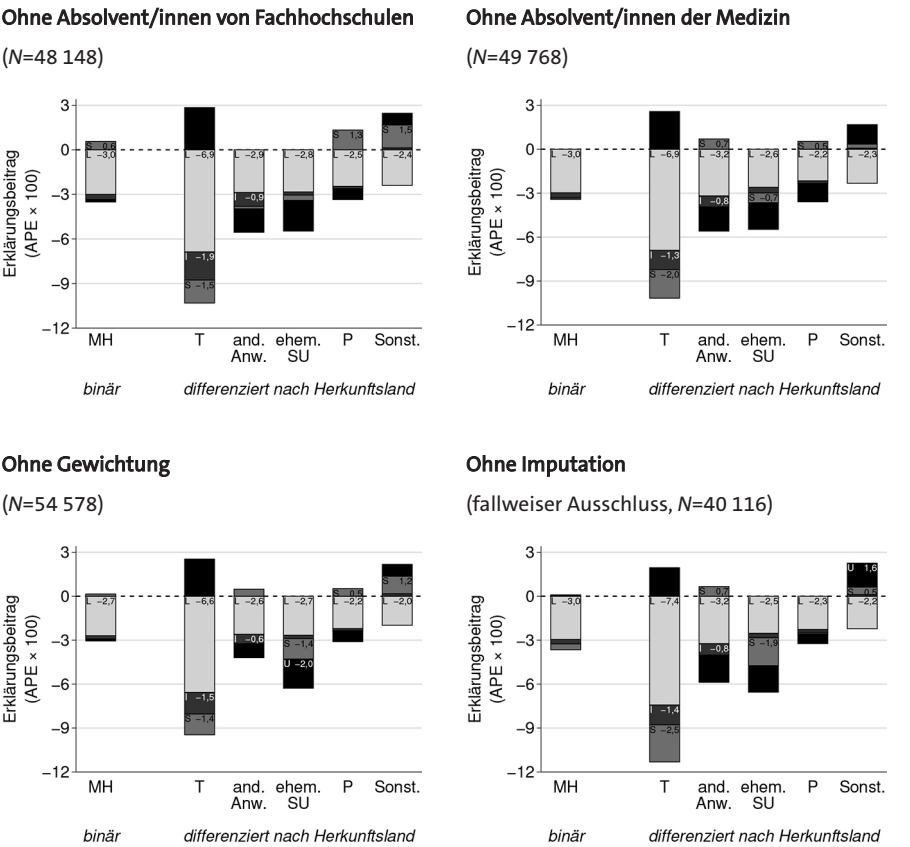 Ohne Absolvent/innen von Fachhochschulen
(N=48 148)
Erklärungsbeitrag
(APE × 100)
3
0
−3
−6
−9
−12
S 0,6
L −3,0
L −6,9
I −1,9
S −1,5
L −2,9
I −0,9
L −2,8
S 1,3
L −2,5
S 1,5
L −2,4
MH
T
and. Anw.
ehem. SU
P
Sonst.
binär
differenziert nach Herkunftsland
Ohne Absolvent/innen der Medizin
(N=49 768)
Erklärungsbeitrag
(APE × 100)
3
0
−3
−6
−9
−12
L −3,0
L −6,9
I −1,3
S −2,0
S 0,7
L −3,2
I −0,8
L −2,6
S −0,7
S 0,5
L −2,2
L −2,3
MH
T
and. Anw.
ehem. SU
P
Sonst.
binär
differenziert nach Herkunftsland
Ohne Gewichtung
(N=54 578)
Erklärungsbeitrag
(APE × 100)
3
0
−3
−6
−9
−12
L −2,7
L −6,6
I −1,5
S −1,4
L −2,6
I −0,6
L −2,7
S −1,4
U −2,0
S 0,6
L −2,2
S 1,2
L −2,0
MH
T
and. Anw.
ehem. SU
P
Sonst.
binär
differenziert nach Herkunftsland
Ohne Imputation
(fallweiser Ausschluss, N=40 116)
Erklärungsbeitrag
(APE × 100)
3
0
−3
−6
−9
−12
L −3,0
L −7,4
I −1,4
S −2,5
S 0,7
L −3,2
I −0,8
L −2,5
S −1,9
L −2,3
U 1,6
S 0,5
L −2,2
MH
T
and. Anw.
ehem. SU
P
Sonst.
binär
differenziert nach Herkunftsland